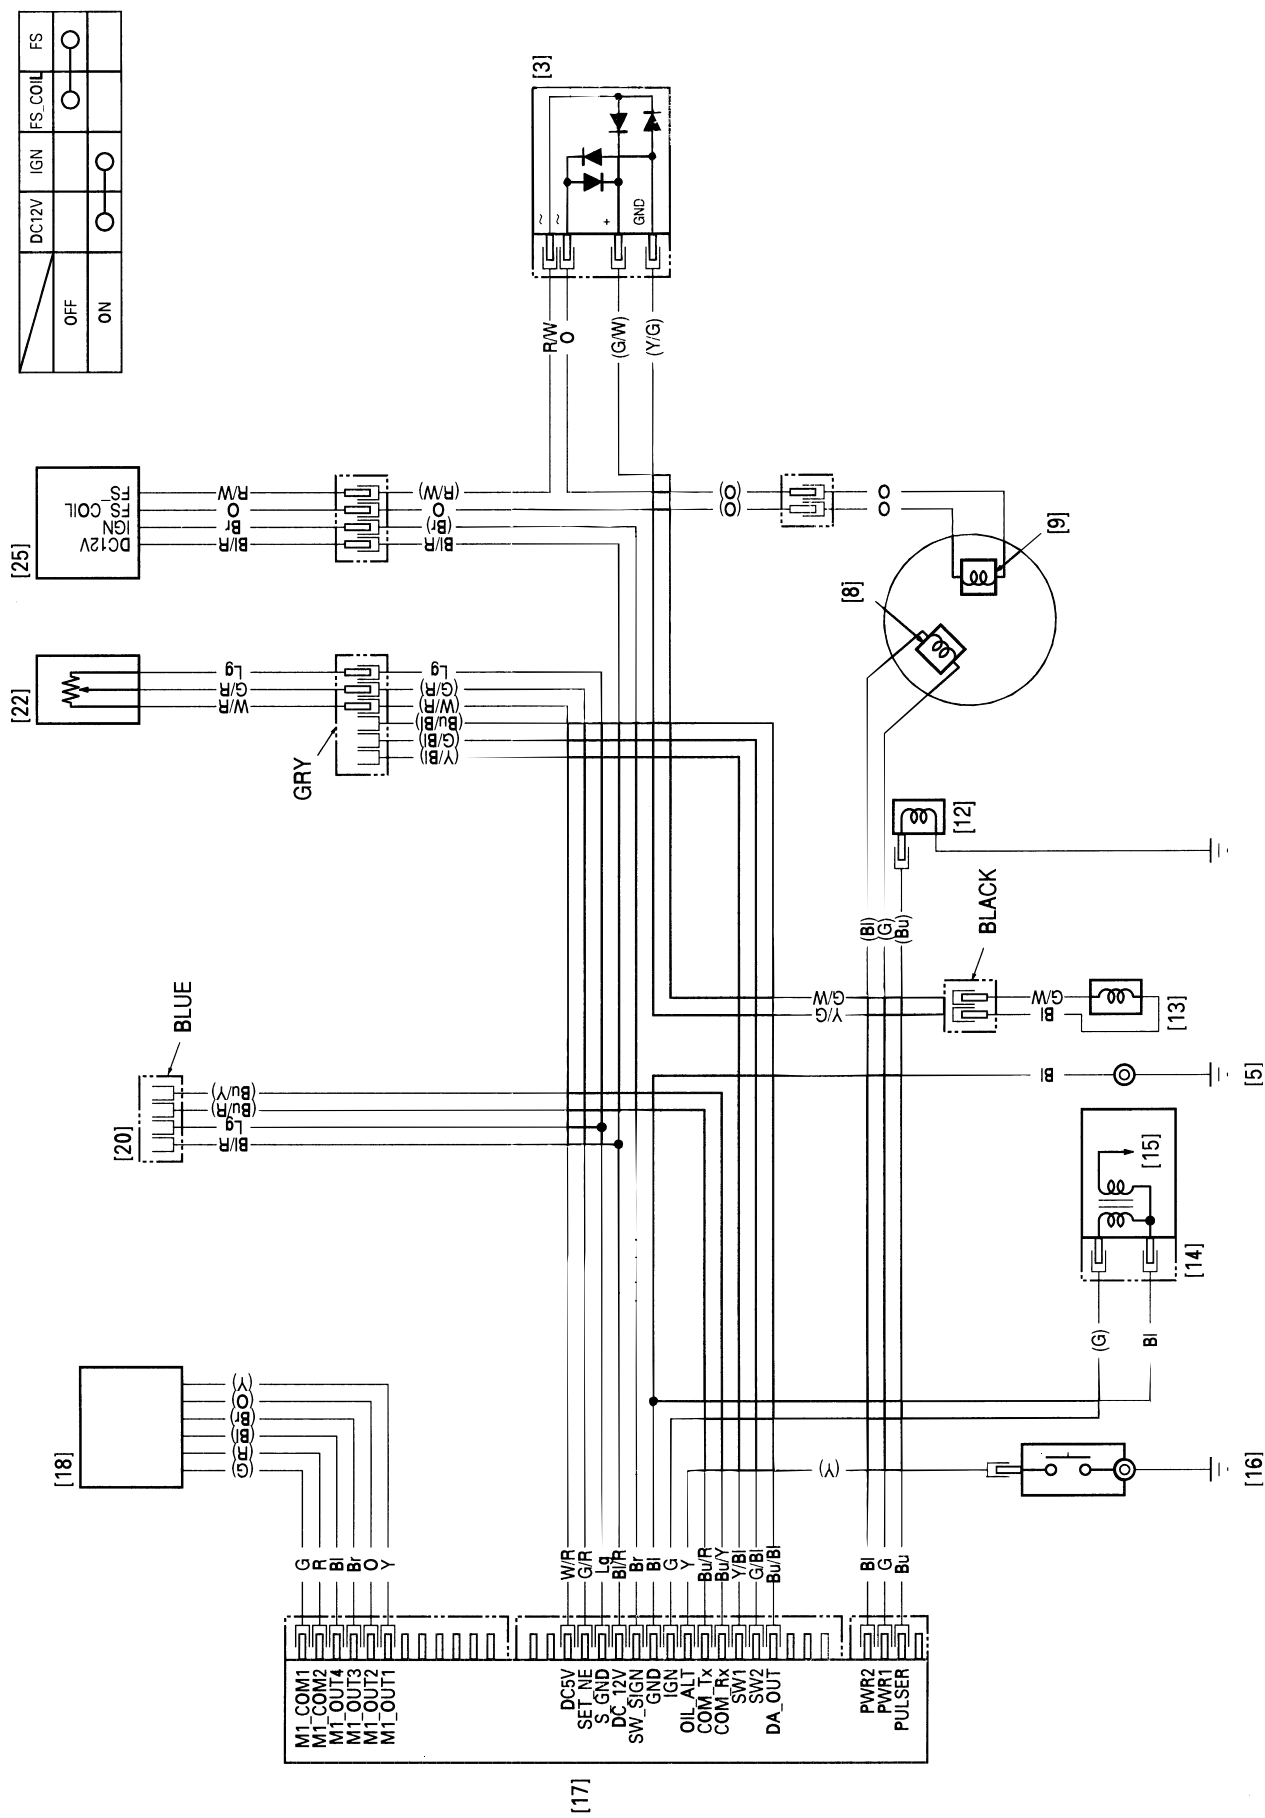 DC12V IGN FS_COIL FS
OFF
ON
[3]
~
~
+
GND
R/W
O
(G/W)
(Y/G)
[25]
FS_
FS_COIL
IGN
DC12V
R/W
O
Br
Bl/R
(R/W)
O
(Br)
Bl/R
(O)
(O)
O
O
[9]
[8]
[22]
Lg
G/R
W/R
Lg
(G/R)
(W/R)
(Bu/Bl)
(G/Bl)
(Y/Bl)
GRY
[12]
(Bl)
(G)
(Bu)
BLACK
G/W
Y/G
G/W
Bl
[13]
BLUE
[20]
(Bu/Y)
(Bu/R)
Lg
Bl/R
Bl
[5]
[15]
[14]
(G)
Bl
[18]
(Y)
(O)
(Br)
(Bl)
(R)
(G)
(Y)
[16]
G
R
Bl
Br
O
Y
W/R
G/R
Lg
Bl/R
Br
Bl
G
Y
Bu/R
Bu/Y
Y/Bl
G/Bl
Bu/Bl
Bl
G
Bu
M1_COM1
M1_COM2
M1_OUT4
M1_OUT3
M1_OUT2
M1_OUT1
DC5V
SET_NE
S_GND
DC_12V
SW_SIGN
GND
IGN
OIL_ALT
COM_Tx
COM_Rx
SW1
SW2
DA_OUT
PWR2
PWR1
PULSER
[17]